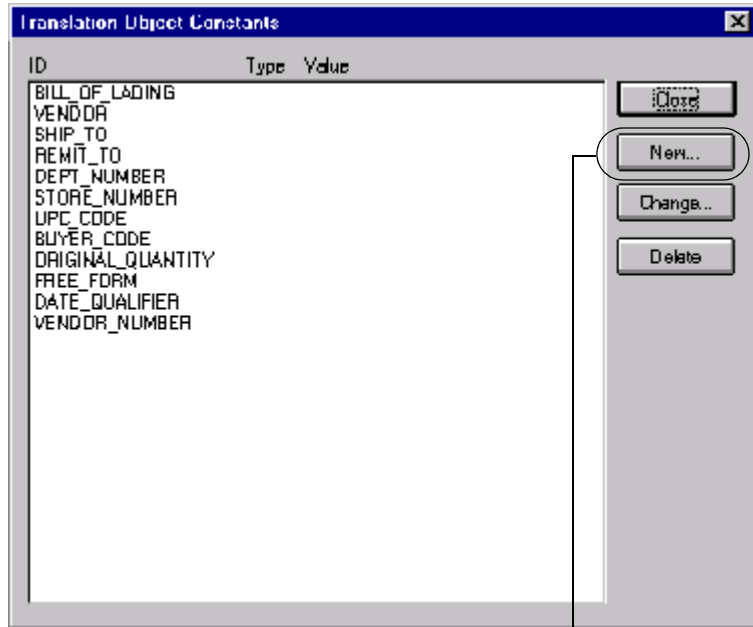 Translation Object Constants
ID Type Value
BILL_OF_LADING
VENDOR
SHIP_TO
REMIT_TO
DEPT_NUMBER
STORE_NUMBER
UPC_CODE
BUYER_CODE
ORIGINAL_QUANTITY
FREE_FORM
DATE_QUALIFIER
VENDOR_NUMBER
Close
New...
Change...
Delete